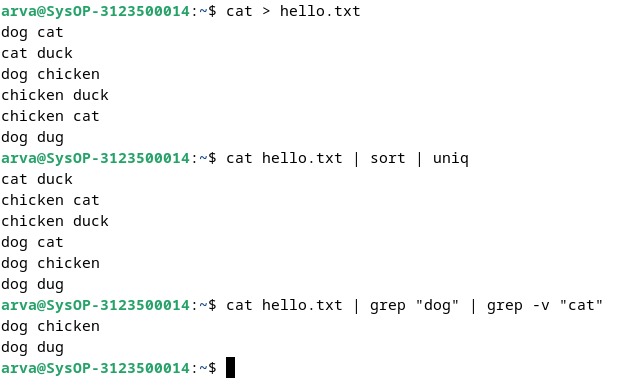 arva@SysOP-3123500014:~$ cat > hello.txt
dog cat
cat duck
dog chicken
chicken duck
chicken cat
dog dug
arva@SysOP-3123500014:~$ cat hello.txt | sort | uniq
cat duck
chicken cat
chicken duck
dog cat
dog chicken
dog dug
arva@SysOP-3123500014:~$ cat hello.txt | grep "dog" | grep -v "cat"
dog chicken
dog dug
arva@SysOP-3123500014:~$